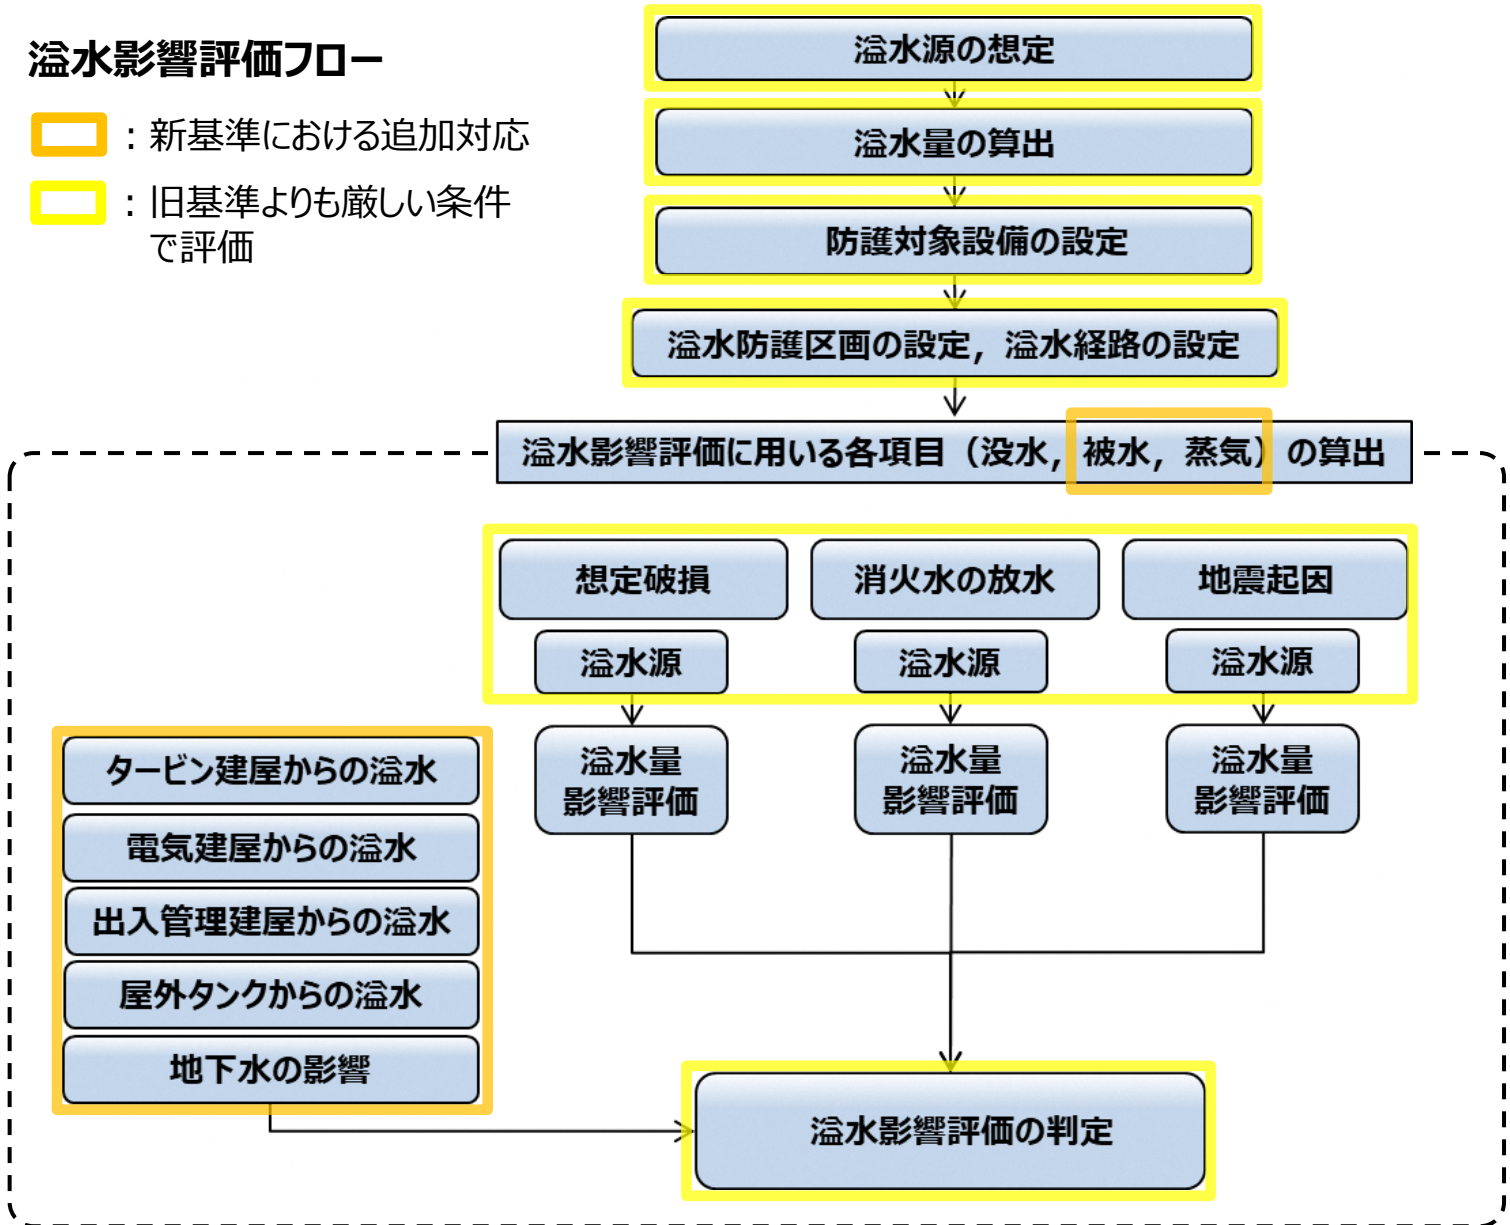 溢水影響評価フロー
：新基準における追加対応
：旧基準よりも厳しい条件
で評価
溢水源の想定
溢水量の算出
防護対象設備の設定
溢水防護区画の設定，溢水経路の設定
溢水影響評価に用いる各項目（没水，被水，蒸気）の算出
想定破損
消火水の放水
地震起因
溢水源
溢水源
溢水源
溢水量
影響評価
溢水量
影響評価
溢水量
影響評価
タービン建屋からの溢水
電気建屋からの溢水
出入管理建屋からの溢水
屋外タンクからの溢水
地下水の影響
溢水影響評価の判定